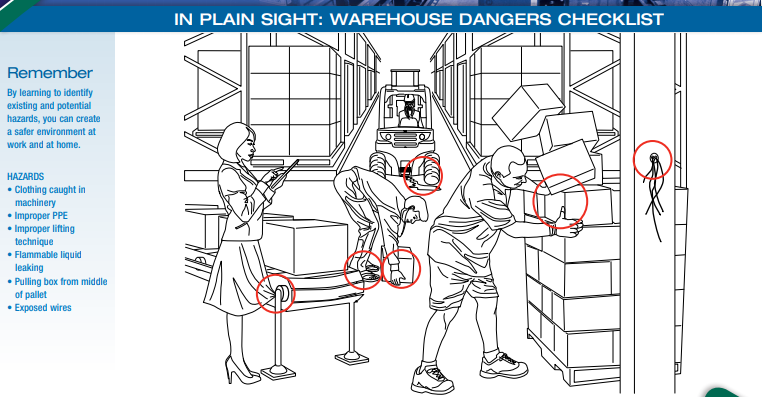 IN PLAIN SIGHT: WAREHOUSE DANGERS CHECKLIST
Remember
By learning to identify
existing and potential
hazards, you can create
a safer environment at
work and at home.
HAZARDS
• Clothing caught in
machinery
• Improper PPE
• Improper lifting
technique
• Flammable liquid
leaking
• Pulling box from middle
of pallet
• Exposed wires